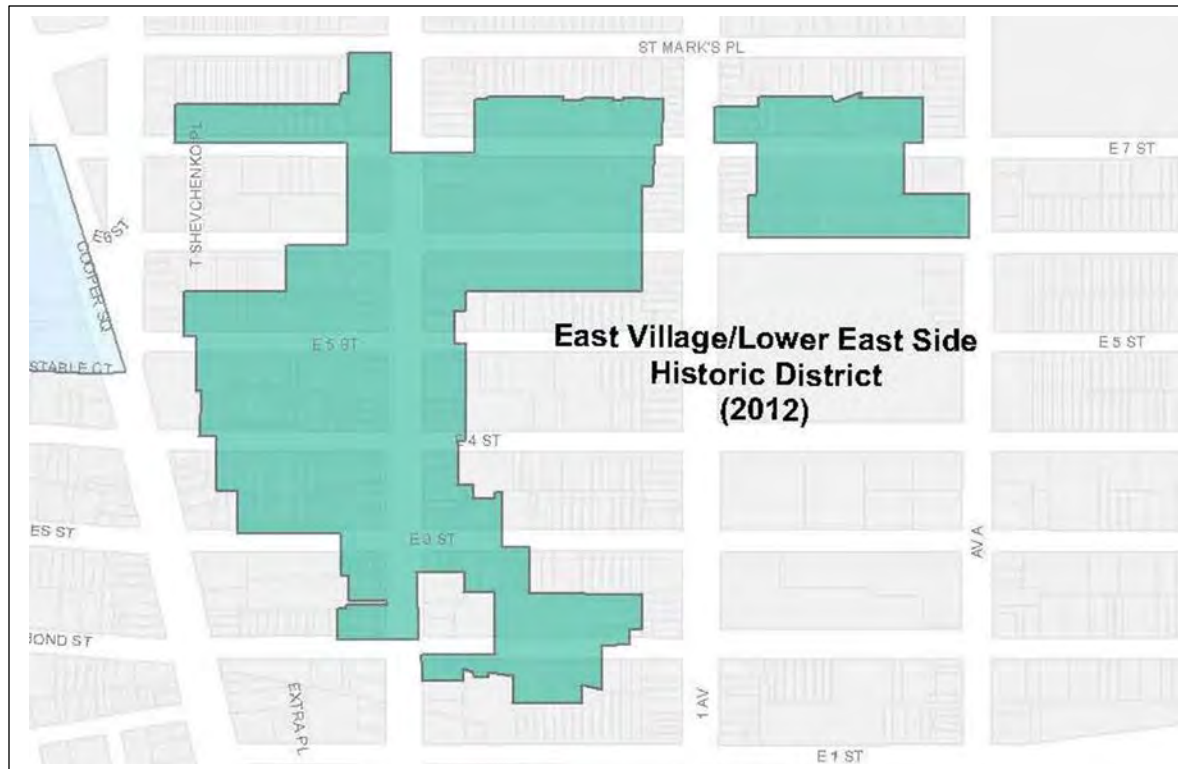 ST MARK'S PL
E 7 ST
T SHEVCHENKO PL
E 6 ST
COOPER SQ
E 5 ST
East Village/Lower East Side
Historic District
(2012)
E 5 ST
STABLE CT
E 4 ST
ES ST
E 3 ST
AV A
BOND ST
EXTRA PL
1 AV
E 1 ST